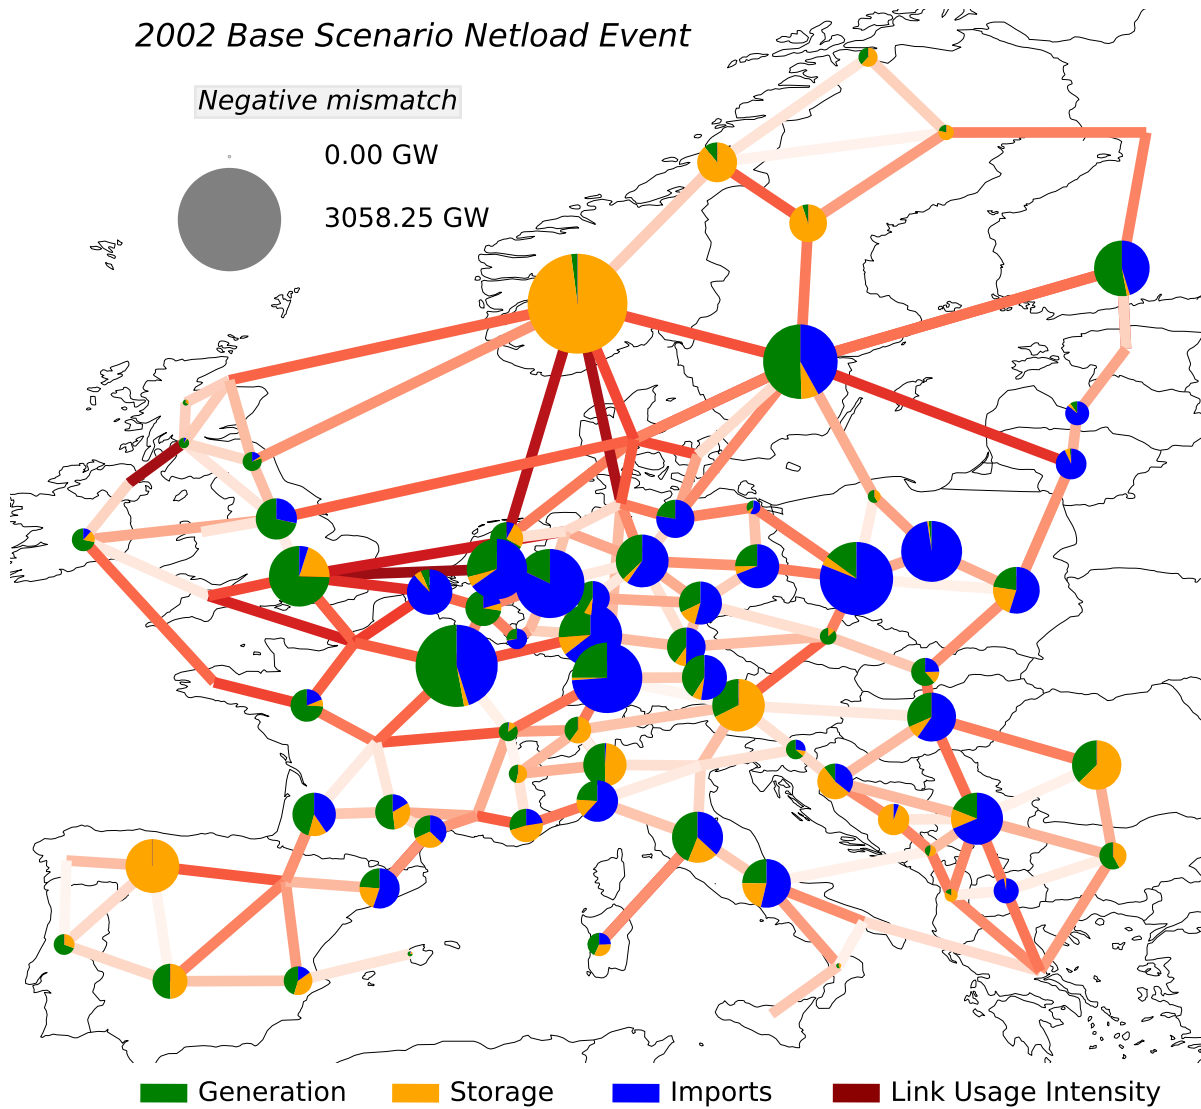 2002 Base Scenario Netload Event
Negative mismatch
0.00 GW
3058.25 GW
Generation
Storage
Imports
Link Usage Intensity